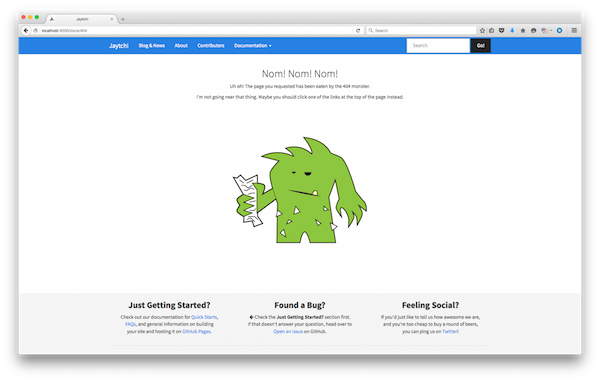 Jaytch!
localhost:4000/docs/404
Search
Jaytch! Blog & News About Contributors Documentation Search Go!
Nom! Nom! Nom!
Uh oh! The page you requested has been eaten by the 404 monster.
I'm not going near that thing. Maybe you should click one of the links at the top of the page instead.
Just Getting Started?
Check out our documentation for Quick Starts,
FAQs, and general information on building
your site and hosting it on GitHub Pages.
Found a Bug?
← Check the Just Getting Started? section first.
If that doesn't answer your question, head over to
Open an issue on GitHub.
Feeling Social?
If you'd just like to tell us how awesome we are,
and you're too cheap to buy a round of beers,
you can ping us on Twitter!